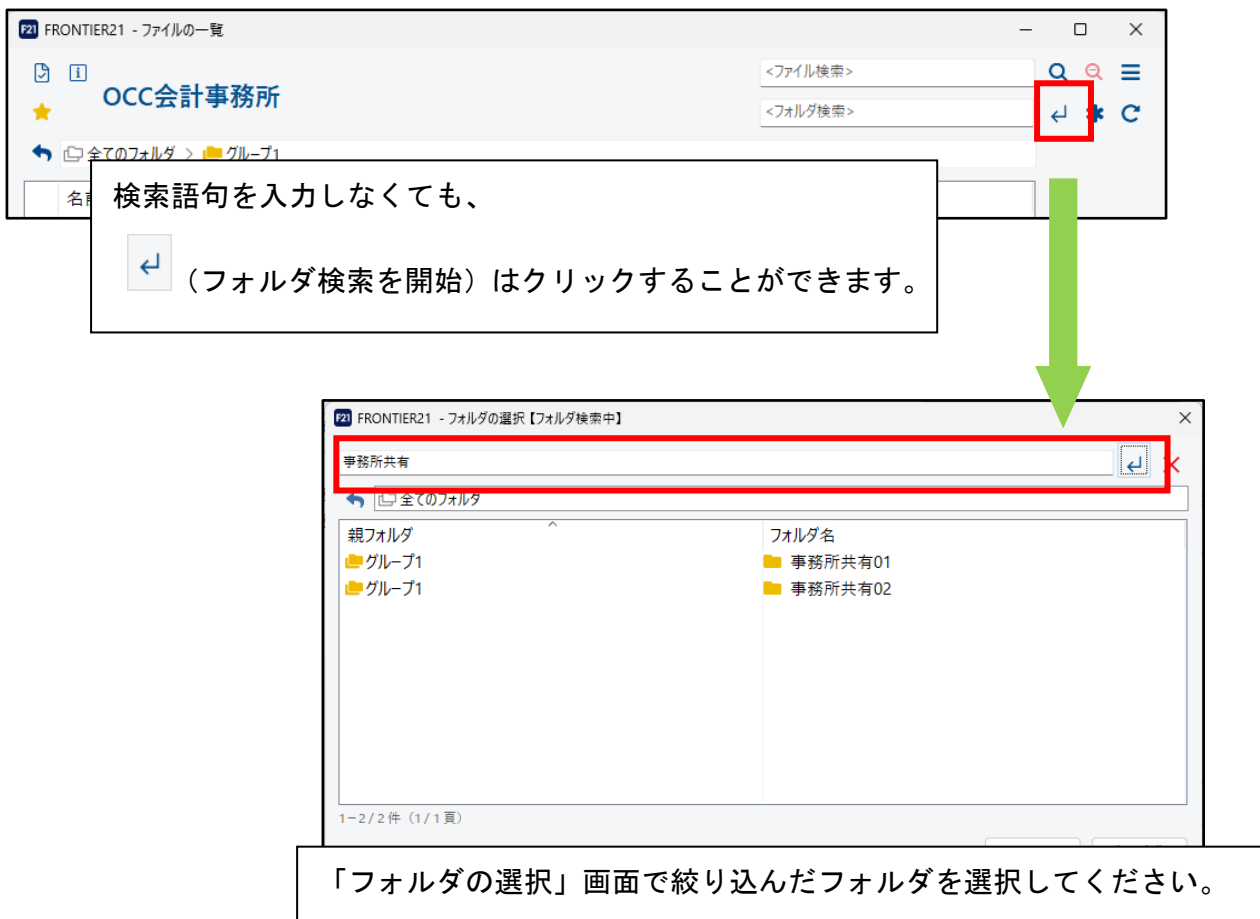 F21 FRONTIER21 - ファイルの一覧
<ファイル検索>
OCC会計事務所
<フォルダ検索>
全てのフォルダ > グループ1
検索語句を入力しなくても、
（フォルダ検索を開始）はクリックすることができます。
F21 FRONTIER21 - フォルダの選択【フォルダ検索中】
事務所共有
全てのフォルダ
親フォルダ フォルダ名
グループ1 事務所共有01
グループ1 事務所共有02
1-2/2件（1/1頁）
「フォルダの選択」画面で絞り込んだフォルダを選択してください。